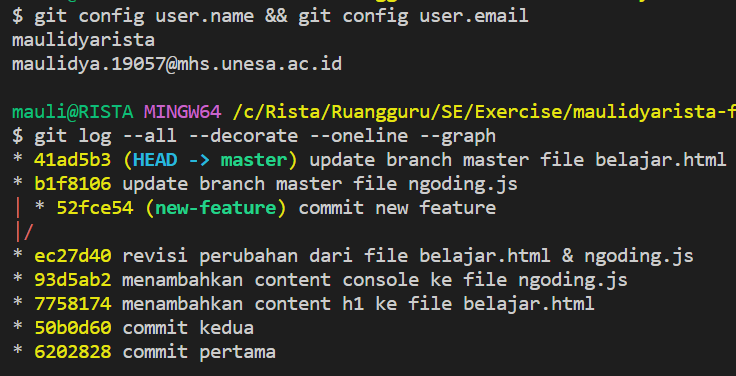 $ git config user.name && git config user.email
maulidyarista
maulidya.19057@mhs.unesa.ac.id
mauli@RISTA MINGW64 /c/Rista/Ruangguru/SE/Exercise/maulidyarista-f
$ git log --all --decorate --oneline --graph
* 41ad5b3 (HEAD -> master) update branch master file belajar.html
* b1f8106 update branch master file ngoding.js
| * 52fce54 (new-feature) commit new feature
|/
* ec27d40 revisi perubahan dari file belajar.html & ngoding.js
* 93d5ab2 menambahkan content console ke file ngoding.js
* 7758174 menambahkan content h1 ke file belajar.html
* 50b0d60 commit kedua
* 6202828 commit pertama